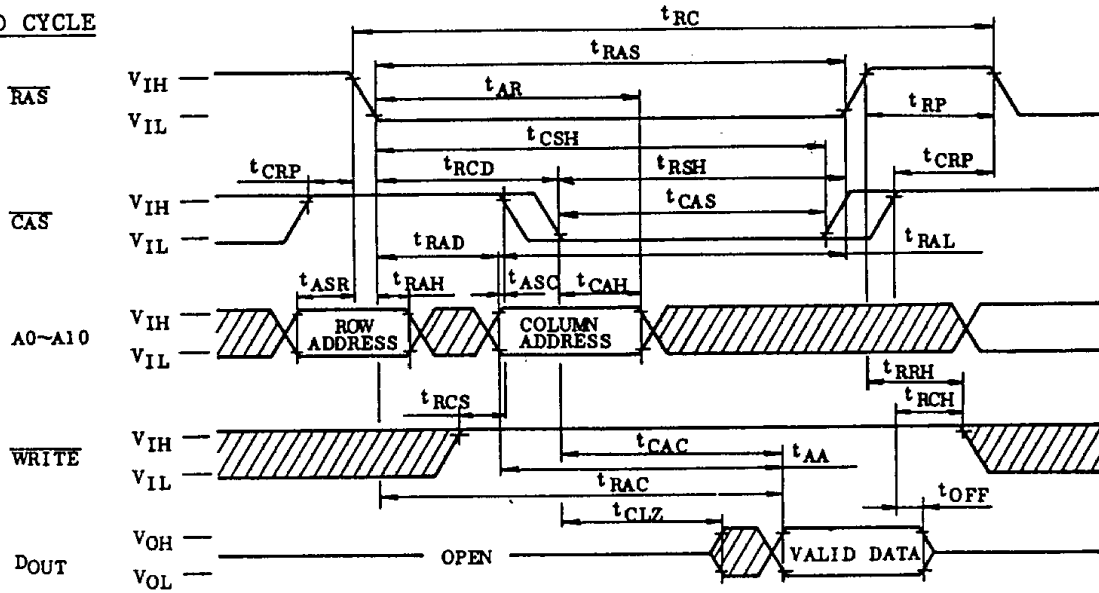 D CYCLE
tRC
tRAS
VIH
RAS
tAR
tRP
VIL
tCSH
tCRP
tRCD
tRSH
tCRP
VIH
CAS
tCAS
VIL
tRAD
tRAL
tASR
tRAH
tASC
tCAH
VIH
A0~A10
ROW ADDRESS
COLUMN ADDRESS
VIL
tRRH
tRCS
tRCH
VIH
WRITE
tCAC
tAA
VIL
tRAC
tOFF
tCLZ
VOH
DOUT
OPEN
VALID DATA
VOL